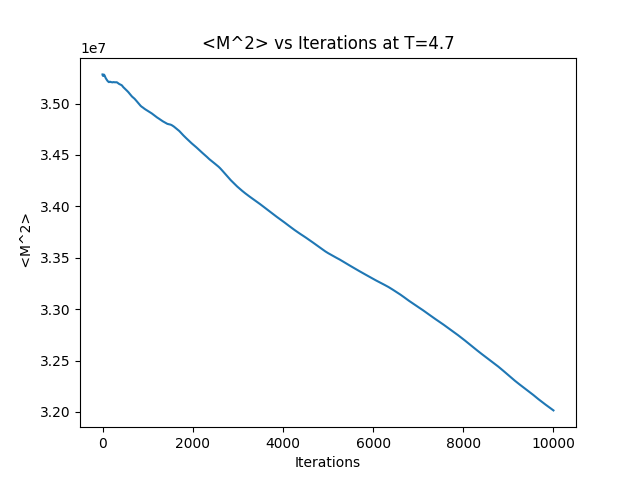 <M^2> vs Iterations at T=4.7
1e7
3.50
3.45
3.40
3.35
3.30
3.25
3.20
<M^2>
0 2000 4000 6000 8000 10000
Iterations